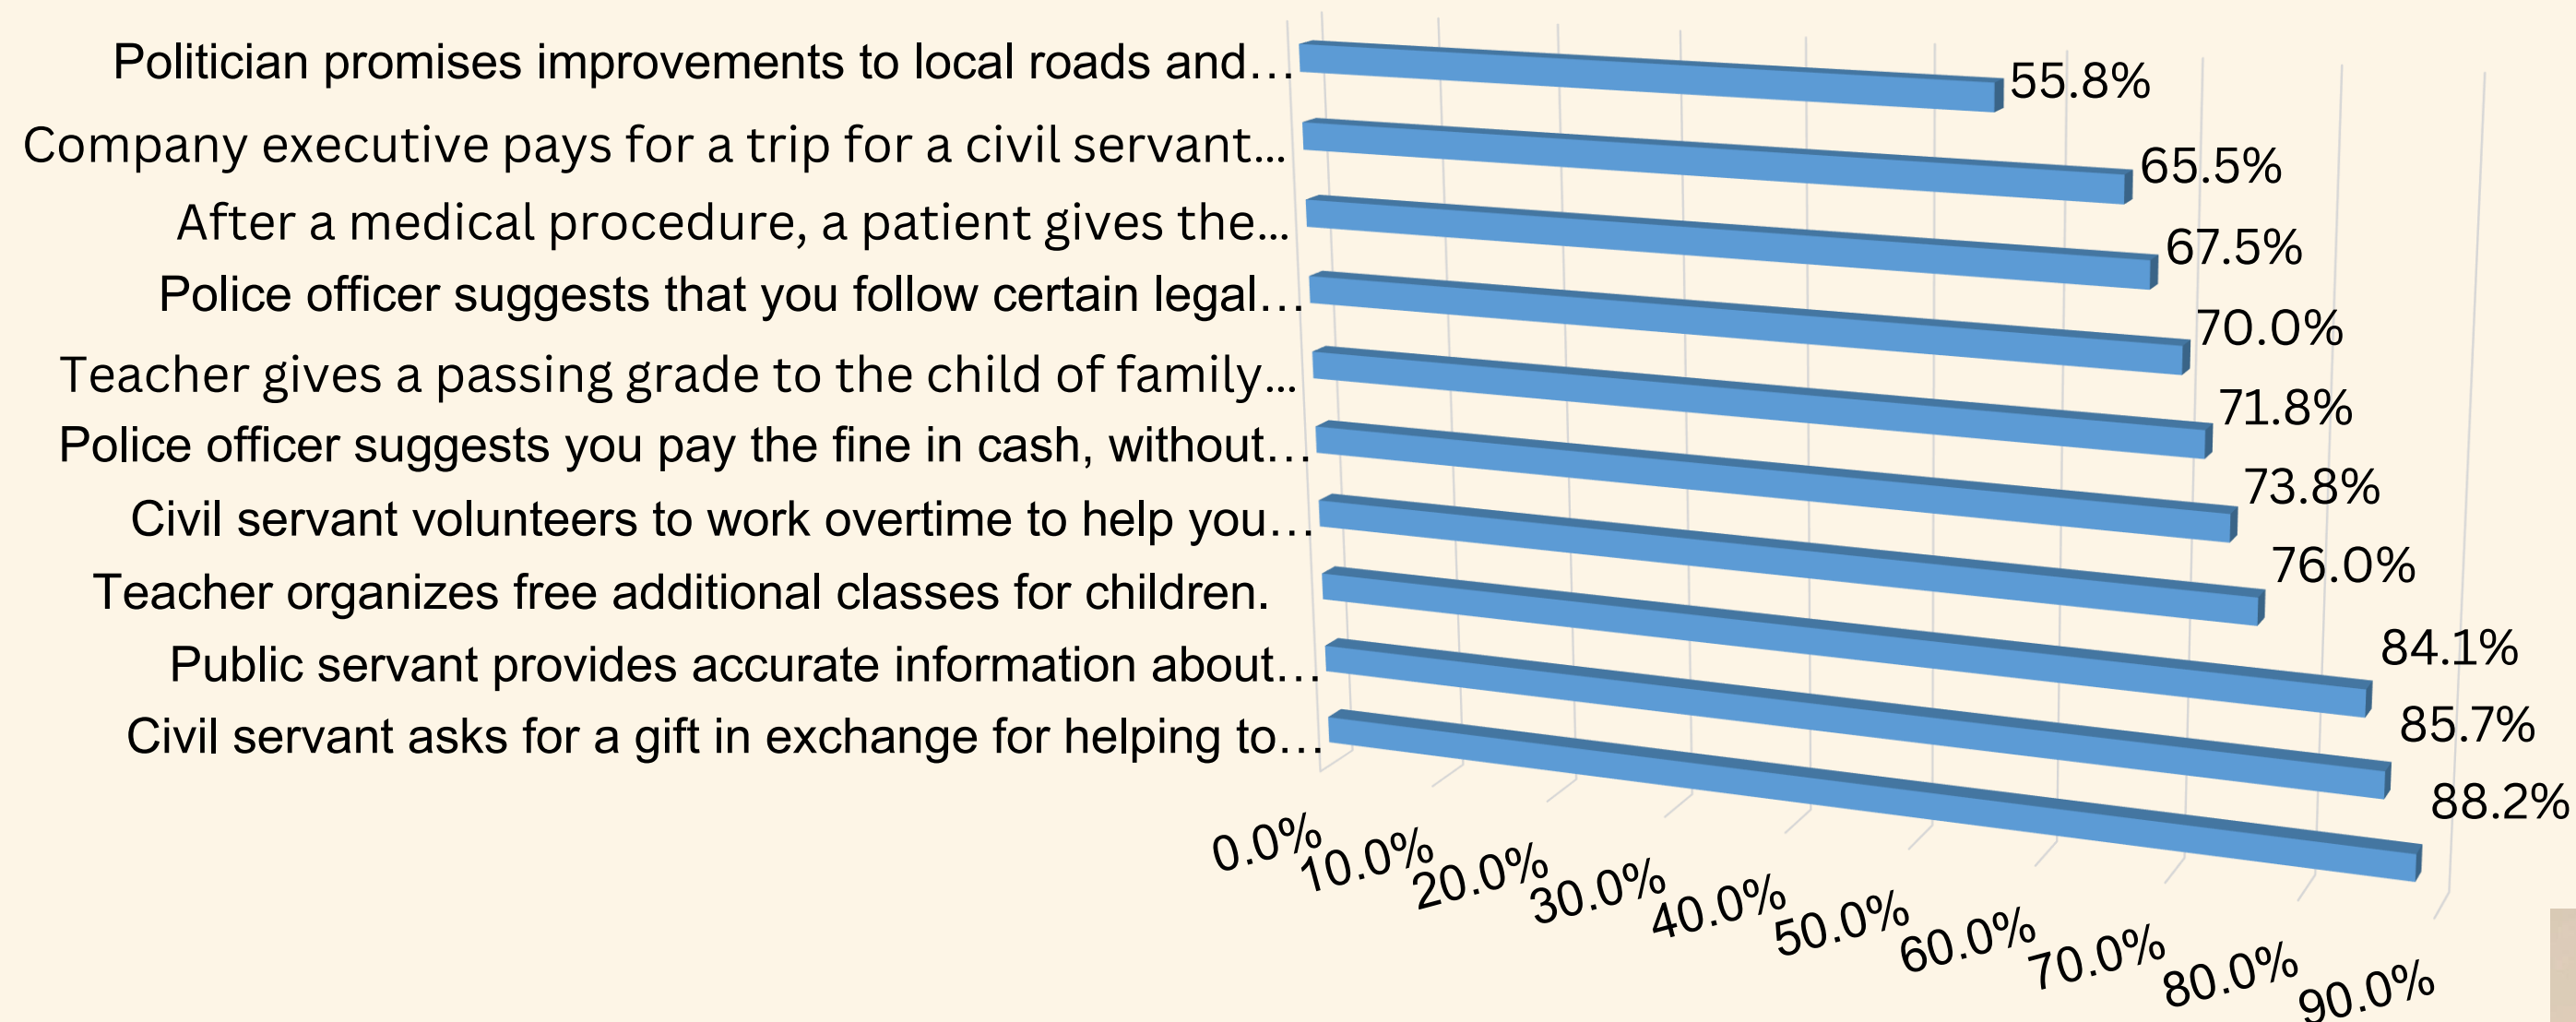 Politician promises improvements to local roads and… 55.8%
Company executive pays for a trip for a civil servant... 65.5%
After a medical procedure, a patient gives the... 67.5%
Police officer suggests that you follow certain legal… 70.0%
Teacher gives a passing grade to the child of family... 71.8%
Police officer suggests you pay the fine in cash, without… 73.8%
Civil servant volunteers to work overtime to help you… 76.0%
Teacher organizes free additional classes for children. 84.1%
Public servant provides accurate information about… 85.7%
Civil servant asks for a gift in exchange for helping to… 88.2%
0.0% 10.0% 20.0% 30.0% 40.0% 50.0% 60.0% 70.0% 80.0% 90.0%